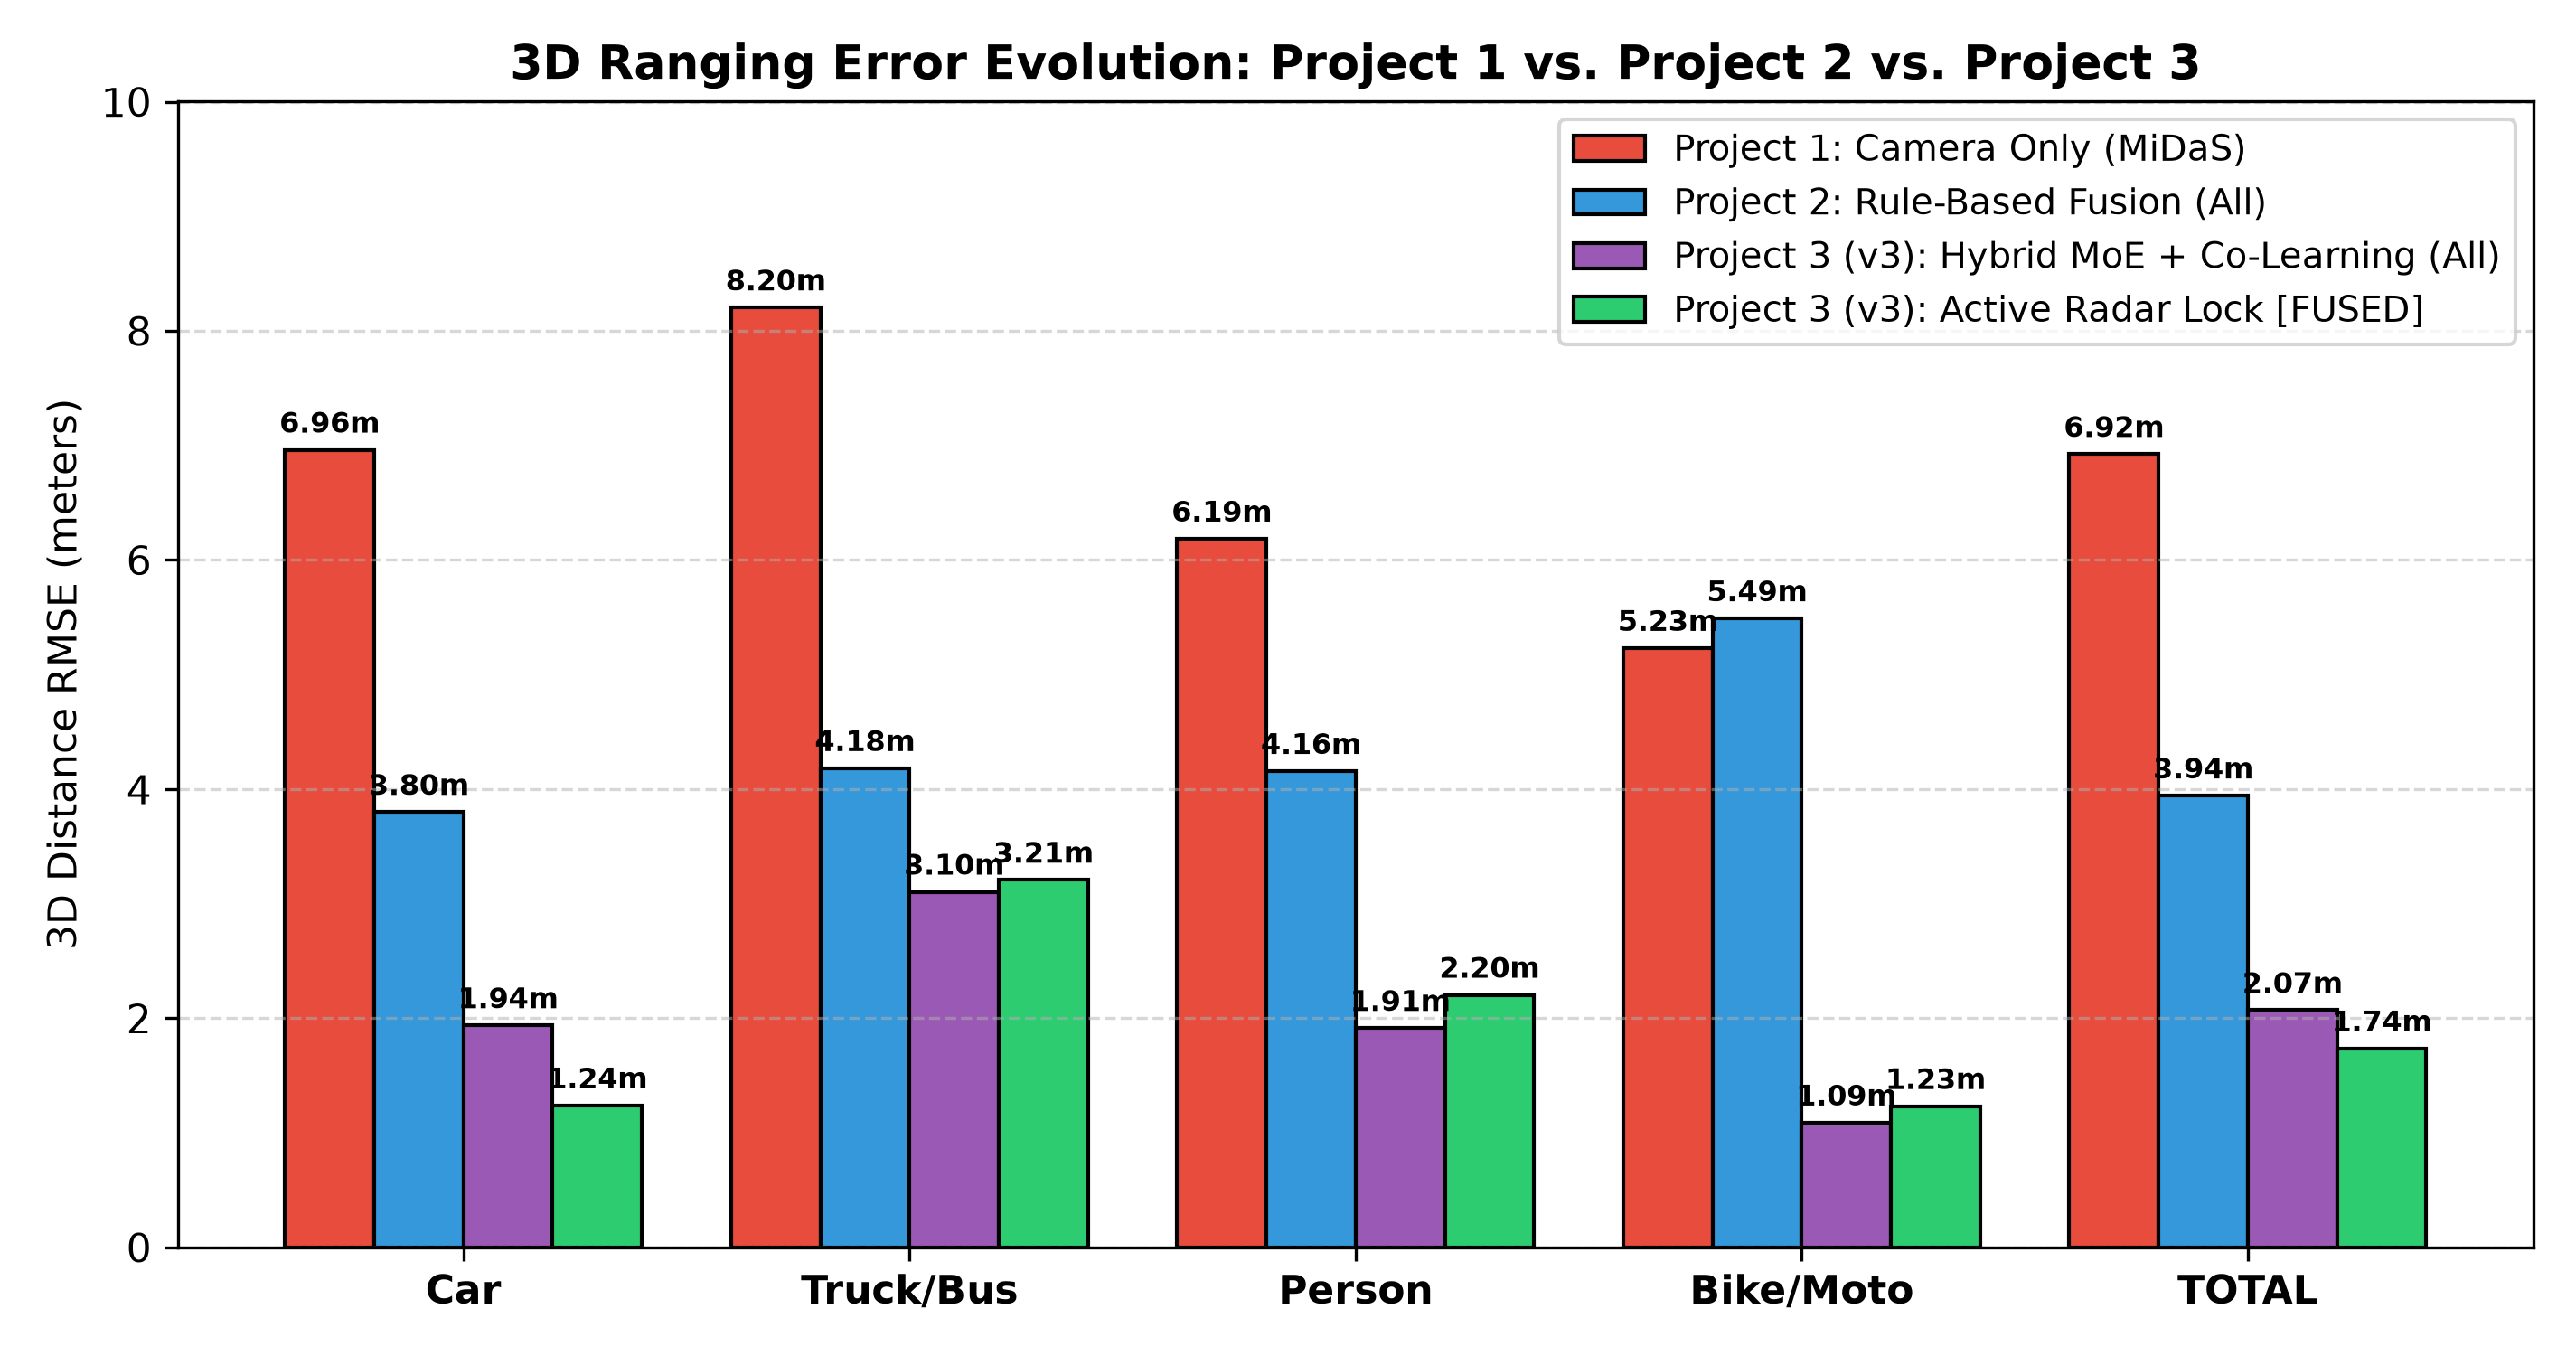 3D Ranging Error Evolution: Project 1 vs. Project 2 vs. Project 3
Project 1: Camera Only (MiDaS)
Project 2: Rule-Based Fusion (All)
Project 3 (v3): Hybrid MoE + Co-Learning (All)
Project 3 (v3): Active Radar Lock [FUSED]
3D Distance RMSE (meters)
10
8
6
4
2
0
6.96m
3.80m
1.94m
1.24m
8.20m
4.18m
3.10m
3.21m
6.19m
4.16m
1.91m
2.20m
5.23m
5.49m
1.09m
1.23m
6.92m
3.94m
2.07m
1.74m
Car
Truck/Bus
Person
Bike/Moto
TOTAL